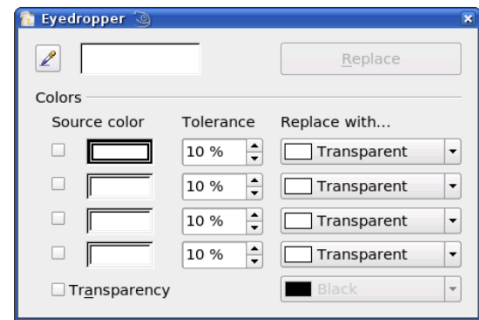 Eyedropper
Replace
Colors
Source color Tolerance Replace with...
10 % Transparent
10 % Transparent
10 % Transparent
10 % Transparent
Transparency Black